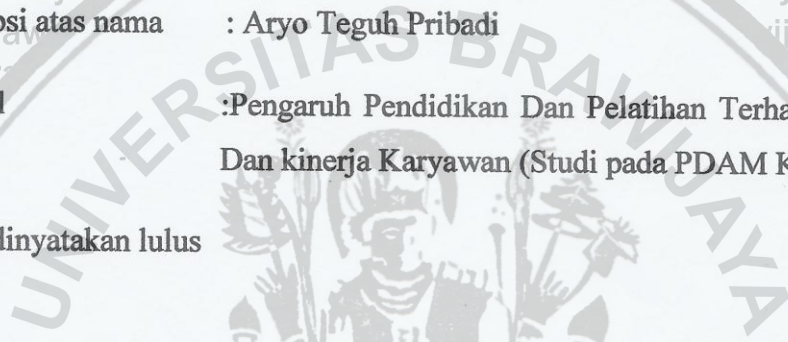 psi atas nama : Aryo Teguh Pribadi
:Pengaruh Pendidikan Dan Pelatihan Terha
Dan kinerja Karyawan (Studi pada PDAM K
dinyatakan lulus
UNIVERSITAS BRAWIJAYA